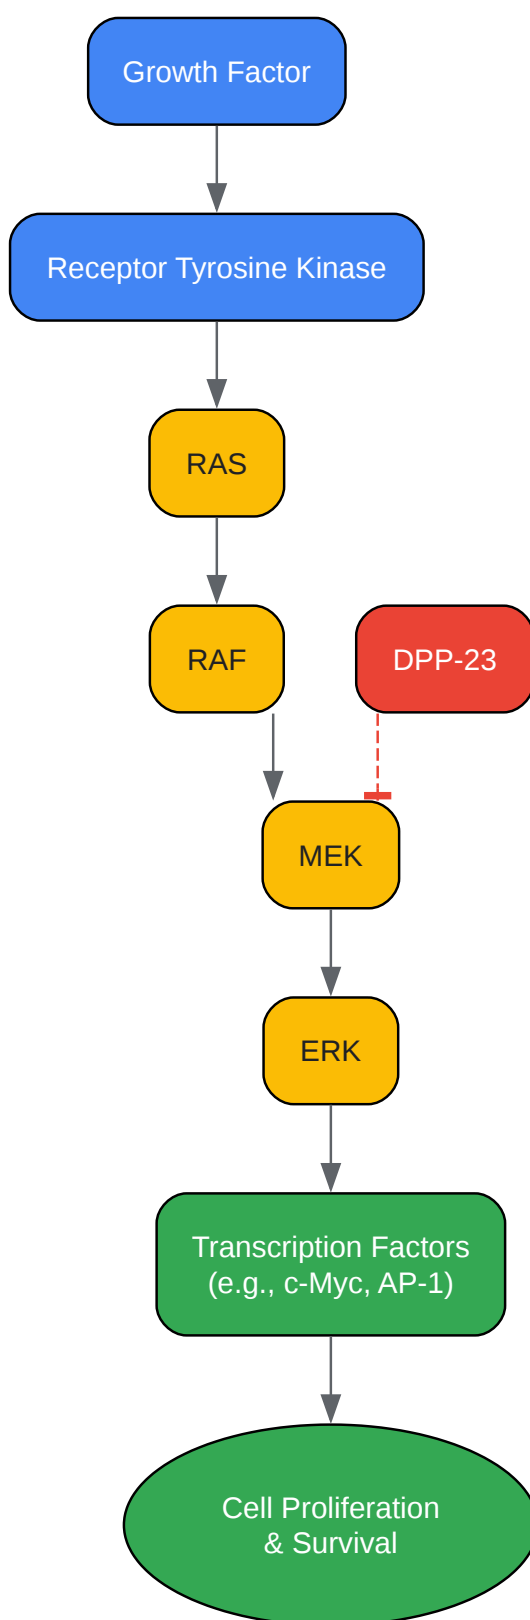 Growth Factor
Receptor Tyrosine Kinase
RAS
RAF
DPP-23
MEK
ERK
Transcription Factors
(e.g., c-Myc, AP-1)
Cell Proliferation
& Survival